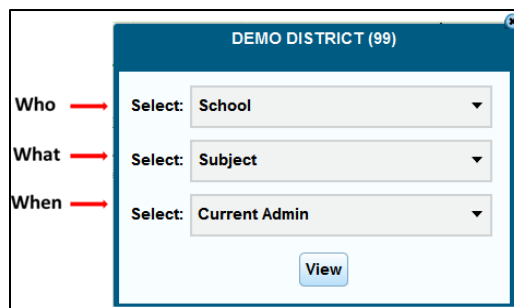 DEMO DISTRICT (99)
Who Select: School
What Select: Subject
When Select: Current Admin
View